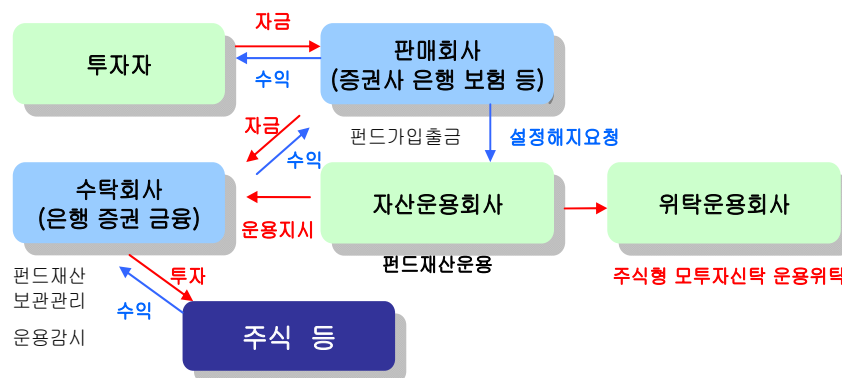 자금
투자자
판매회사
(증권사 은행 보험 등)
수익
자금
펀드가입출금
설정해지요청
수익
수탁회사
(은행 증권 금융)
자산운용회사
위탁운용회사
운용지시
펀드재산운용
펀드재산
보관관리
투자
주식형 모투자신탁 운용위탁
수익
운용감시
주식 등